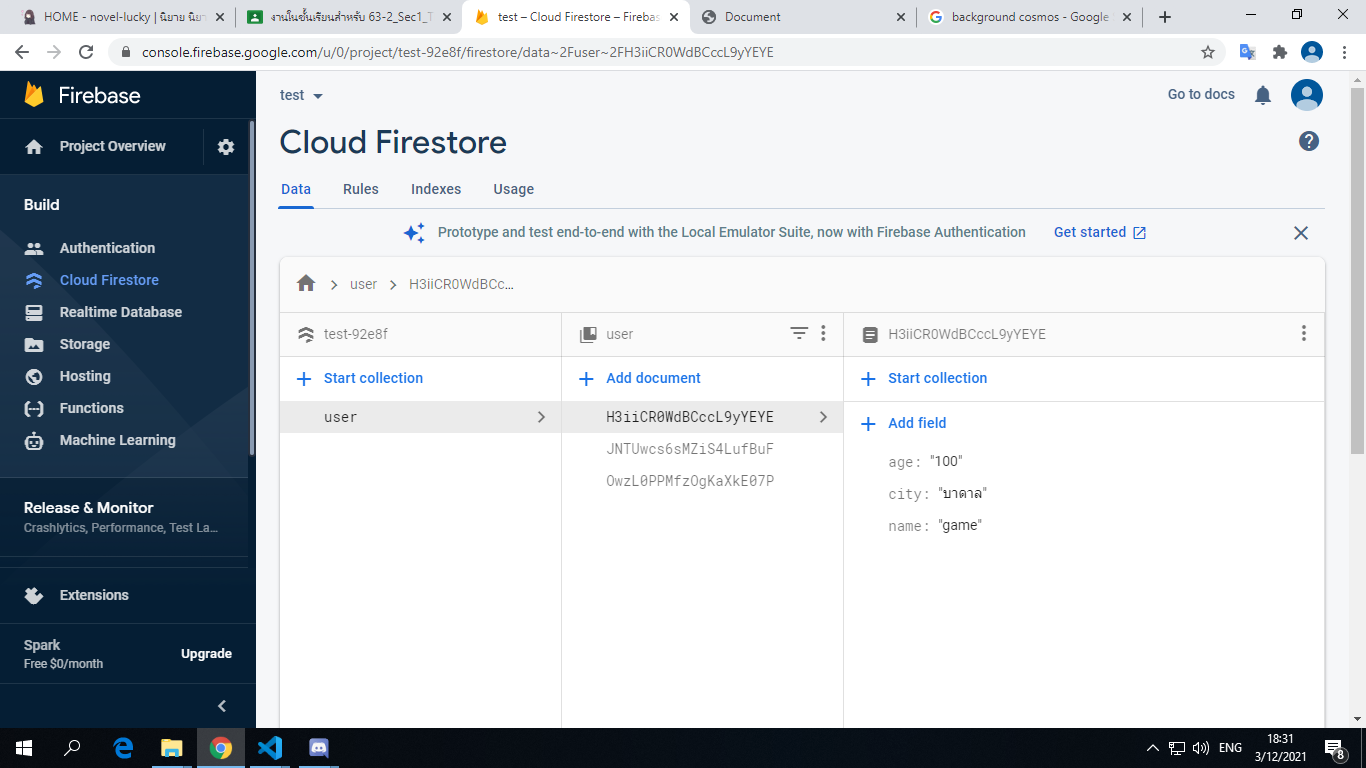 HOME - novel-lucky | นิยาย นิย
งานในชั้นเรียนสำหรับ 63-2_Sec1_T
test – Cloud Firestore – Firebas
Document
background cosmos - Google
console.firebase.google.com/u/0/project/test-92e8f/firestore/data~2Fuser~2FH3iiCR0WdBCccL9yYEYE
Firebase
Project Overview
Build
Authentication
Cloud Firestore
Realtime Database
Storage
Hosting
Functions
Machine Learning
Release & Monitor
Crashlytics, Performance, Test La...
Extensions
Spark
Free $0/month
Upgrade
test
Go to docs
Cloud Firestore
Data
Rules
Indexes
Usage
Prototype and test end-to-end with the Local Emulator Suite, now with Firebase Authentication
Get started
user
H3iiCR0WdBCc...
test-92e8f
Start collection
user
user
Add document
H3iiCR0WdBCccL9yYEYE
JNTUwcs6sMZiS4LufBuF
OwzL0PPMfzOgKaXkE07P
H3iiCR0WdBCccL9yYEYE
Start collection
Add field
age: "100"
city: "บาดาล"
name: "game"
ENG
18:31
3/12/2021
8